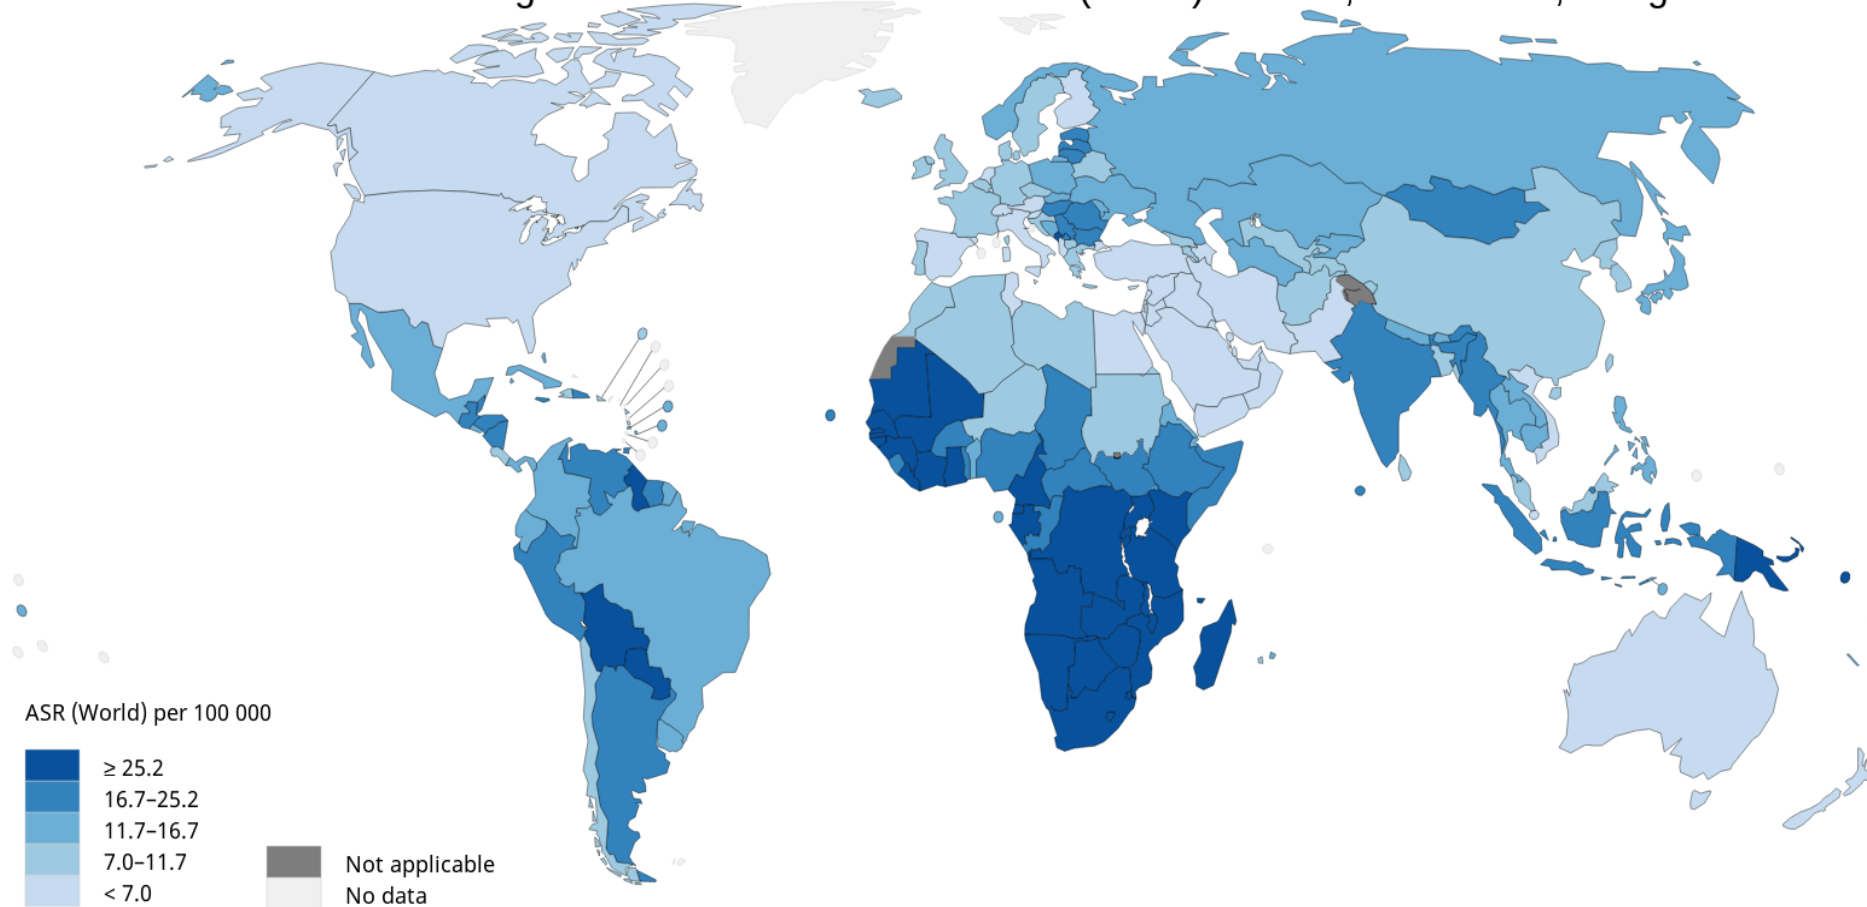 ASR (World) per 100 000
≥ 25.2
16.7–25.2
11.7–16.7
7.0–11.7
< 7.0
Not applicable
No data